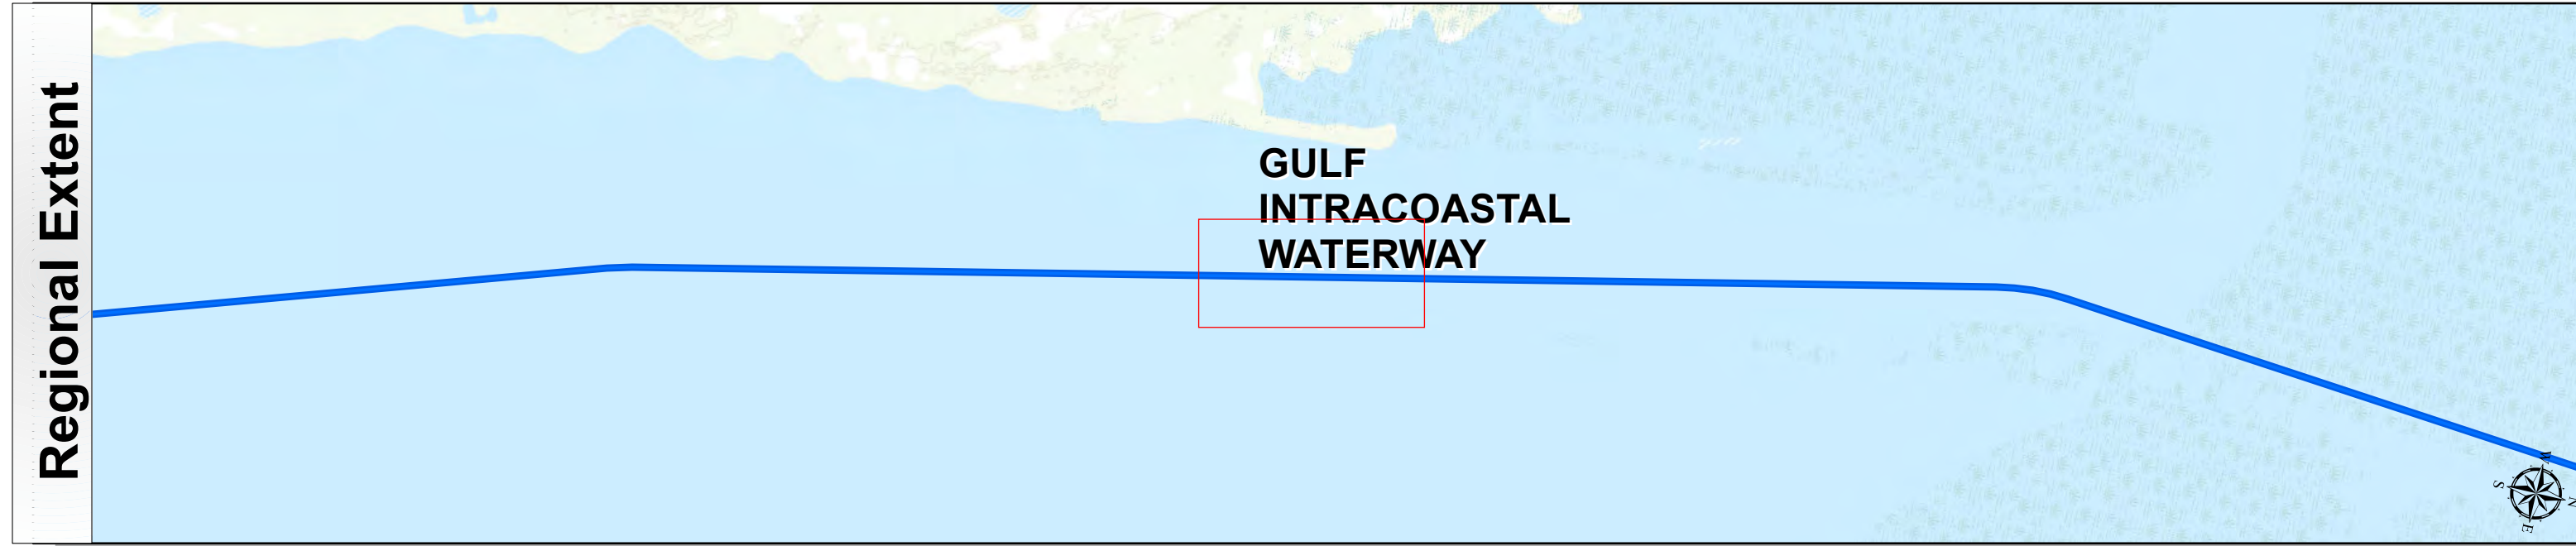 Regional Extent
GULF
INTRACOASTAL
WATERWAY
W
S
N
E